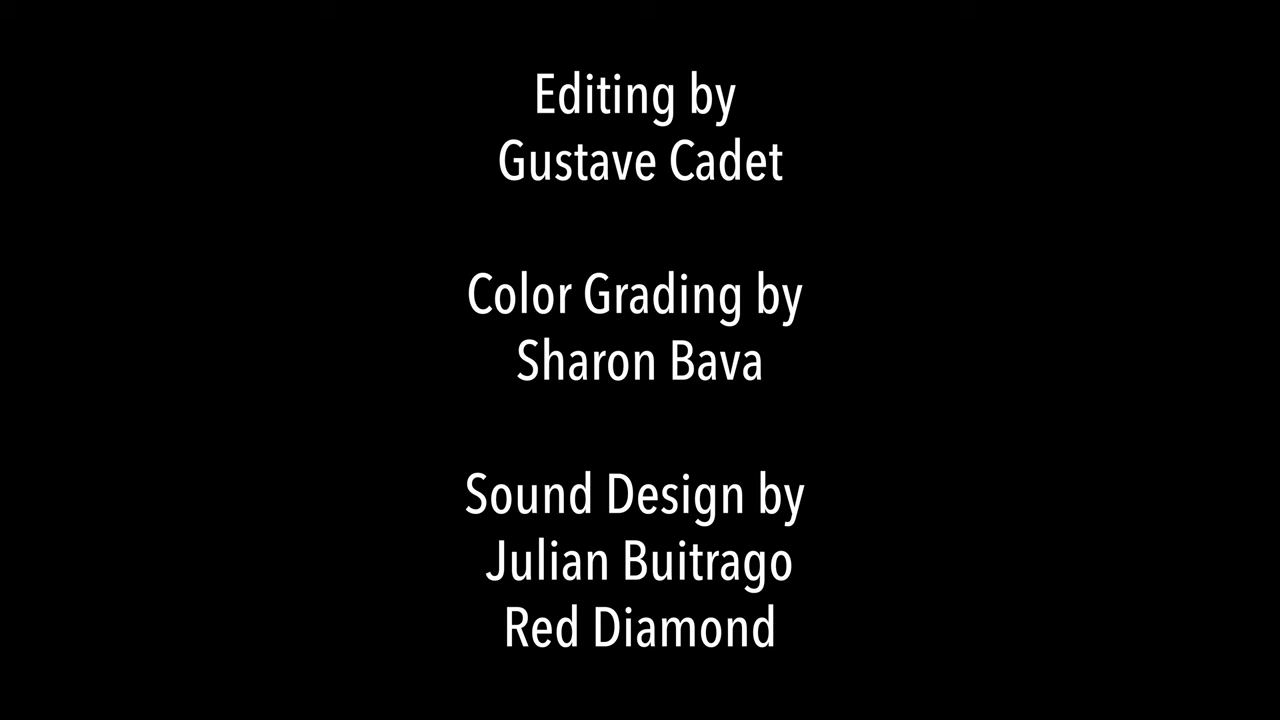 Editing by
Gustave Cadet
Color Grading by
Sharon Bava
Sound Design by
Julian Buitrago
Red Diamond